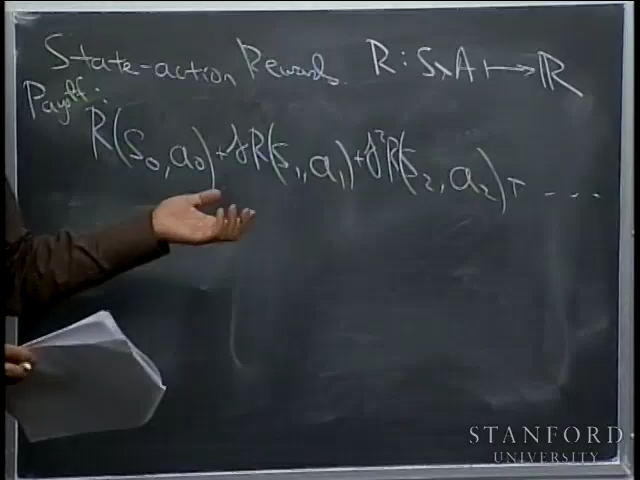 State-action Rewards. R: S×A ↦ ℝ
Payoff:
R(s₀, a₀) + γR(s₁, a₁) + γ²R(s₂, a₂) + ....
STANFORD
UNIVERSITY